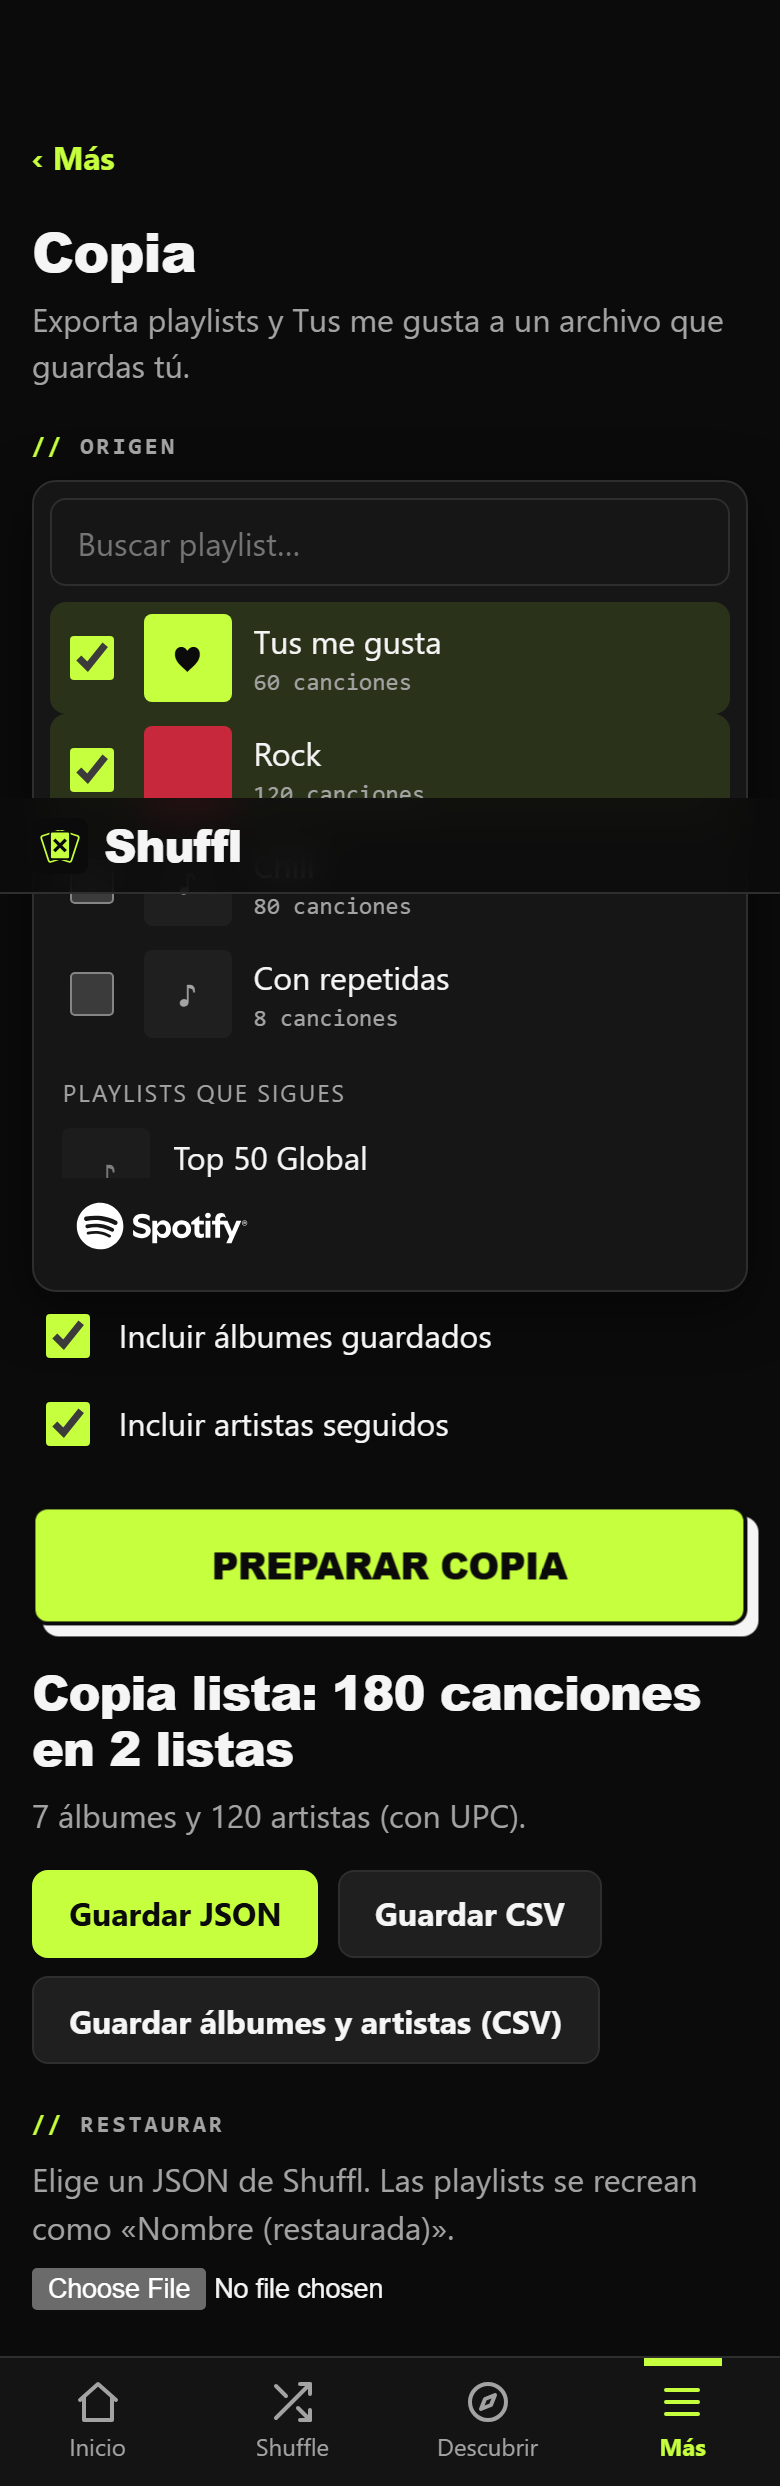 ‹ Más
Copia
Exporta playlists y Tus me gusta a un archivo que
guardas tú.
// ORIGEN
Buscar playlist...
Tus me gusta
60 canciones
Rock
120 canciones
Shuffl
Chill
80 canciones
Con repetidas
8 canciones
PLAYLISTS QUE SIGUES
Top 50 Global
Spotify®
Incluir álbumes guardados
Incluir artistas seguidos
PREPARAR COPIA
Copia lista: 180 canciones
en 2 listas
7 álbumes y 120 artistas (con UPC).
Guardar JSON
Guardar CSV
Guardar álbumes y artistas (CSV)
// RESTAURAR
Elige un JSON de Shuffl. Las playlists se recrean
como «Nombre (restaurada)».
Choose File No file chosen
Inicio
Shuffle
Descubrir
Más